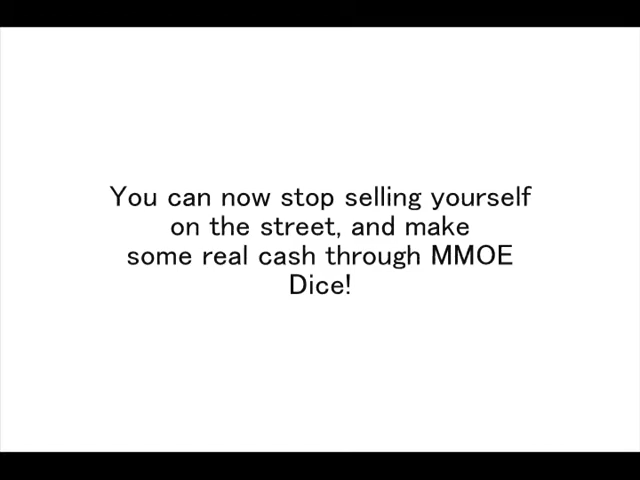 You can now stop selling yourself
on the street, and make
some real cash through MMOE
Dice!